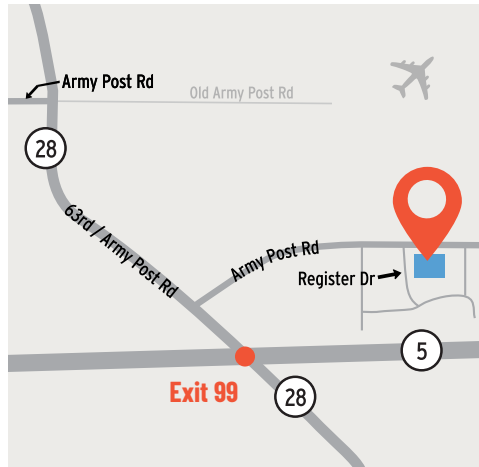 Army Post Rd
Old Army Post Rd
28
63rd / Army Post Rd
Army Post Rd
Register Dr
5
Exit 99
28